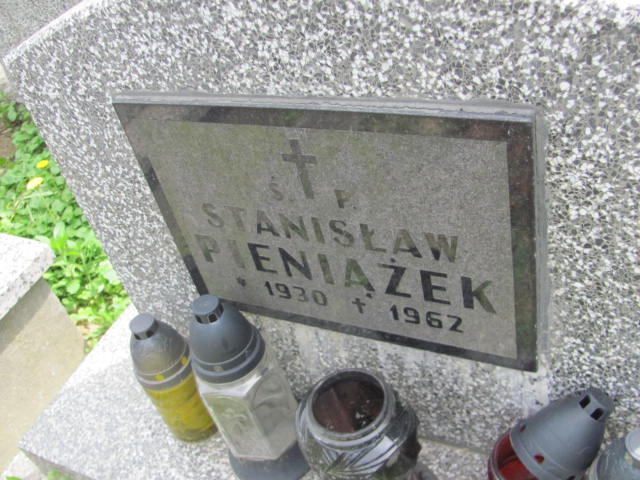 Ś. P.
STANISŁAW
PIENIĄŻEK
* 1930 † 1962